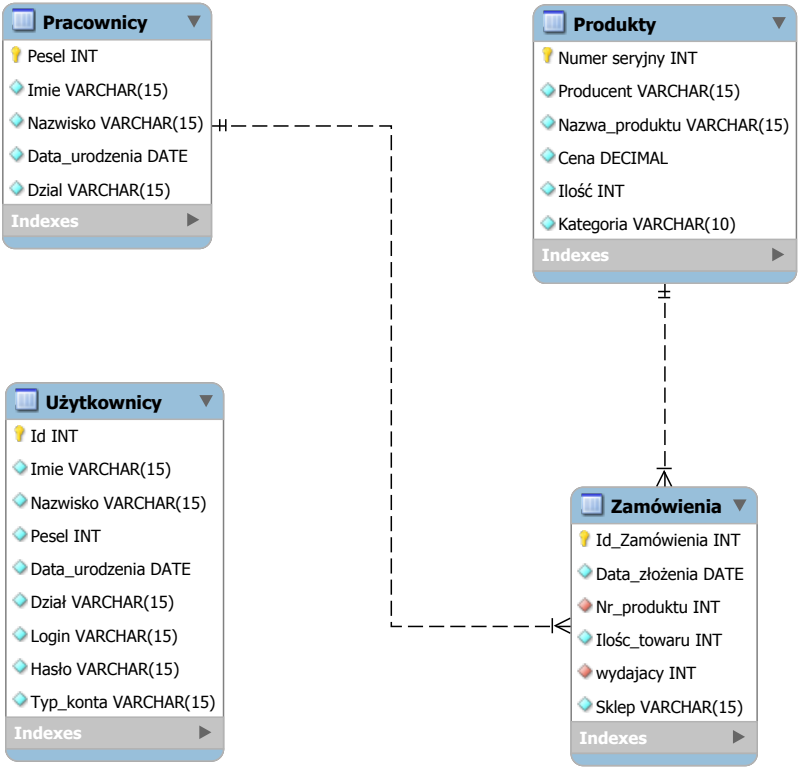 Pracownicy
Pesel INT
Imie VARCHAR(15)
Nazwisko VARCHAR(15)
Data_urodzenia DATE
Dzial VARCHAR(15)
Indexes
Produkty
Numer seryjny INT
Producent VARCHAR(15)
Nazwa_produktu VARCHAR(15)
Cena DECIMAL
Ilość INT
Kategoria VARCHAR(10)
Indexes
Użytkownicy
Id INT
Imie VARCHAR(15)
Nazwisko VARCHAR(15)
Pesel INT
Data_urodzenia DATE
Dział VARCHAR(15)
Login VARCHAR(15)
Hasło VARCHAR(15)
Typ_konta VARCHAR(15)
Indexes
Zamówienia
Id_Zamówienia INT
Data_złożenia DATE
Nr_produktu INT
Ilośc_towaru INT
wydajacy INT
Sklep VARCHAR(15)
Indexes